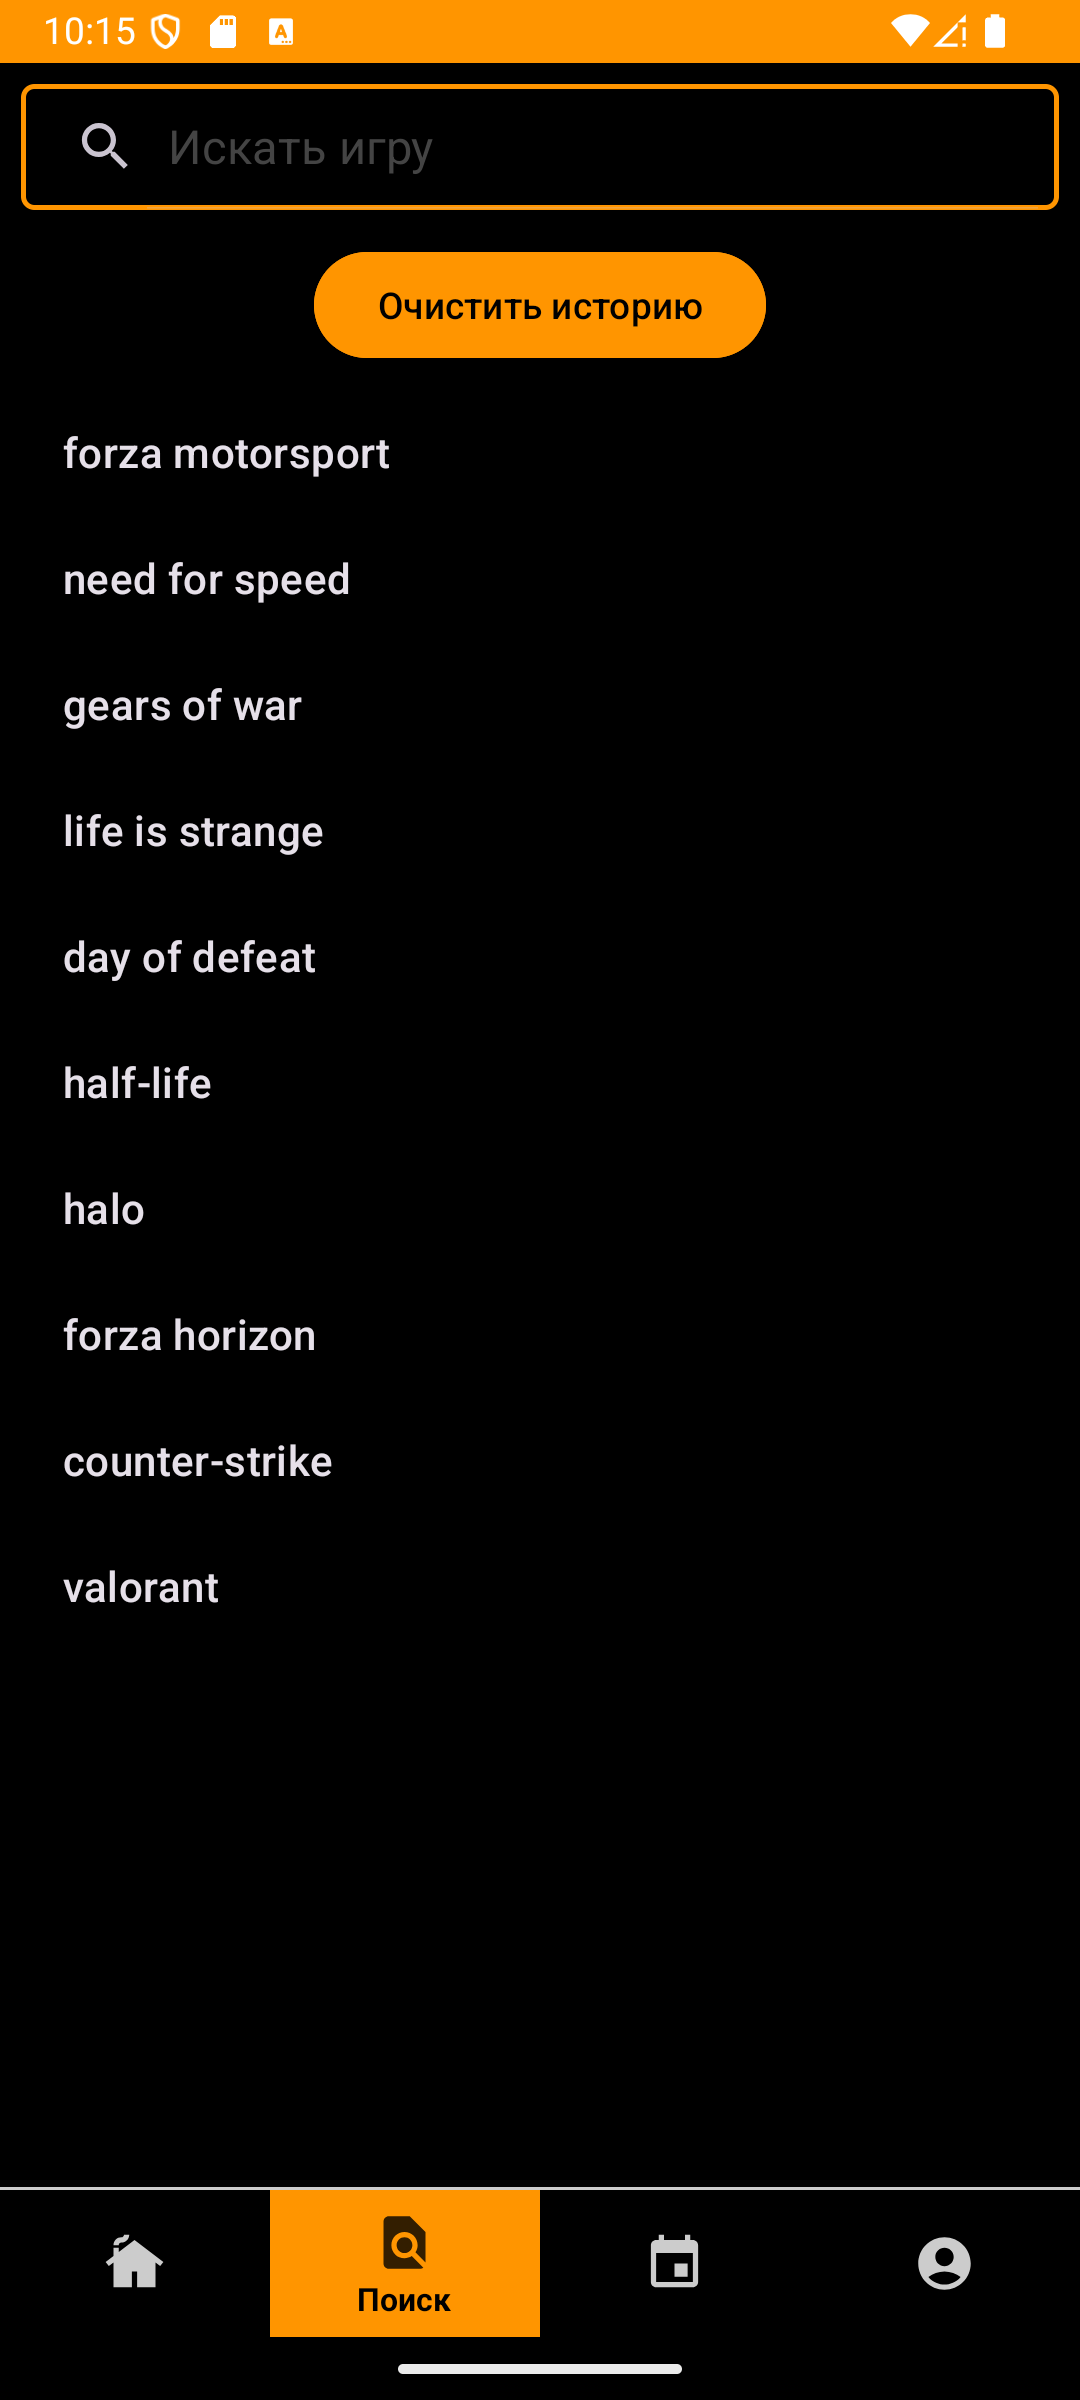 10:15
Искать игру
Очистить историю
forza motorsport
need for speed
gears of war
life is strange
day of defeat
half-life
halo
forza horizon
counter-strike
valorant
Поиск